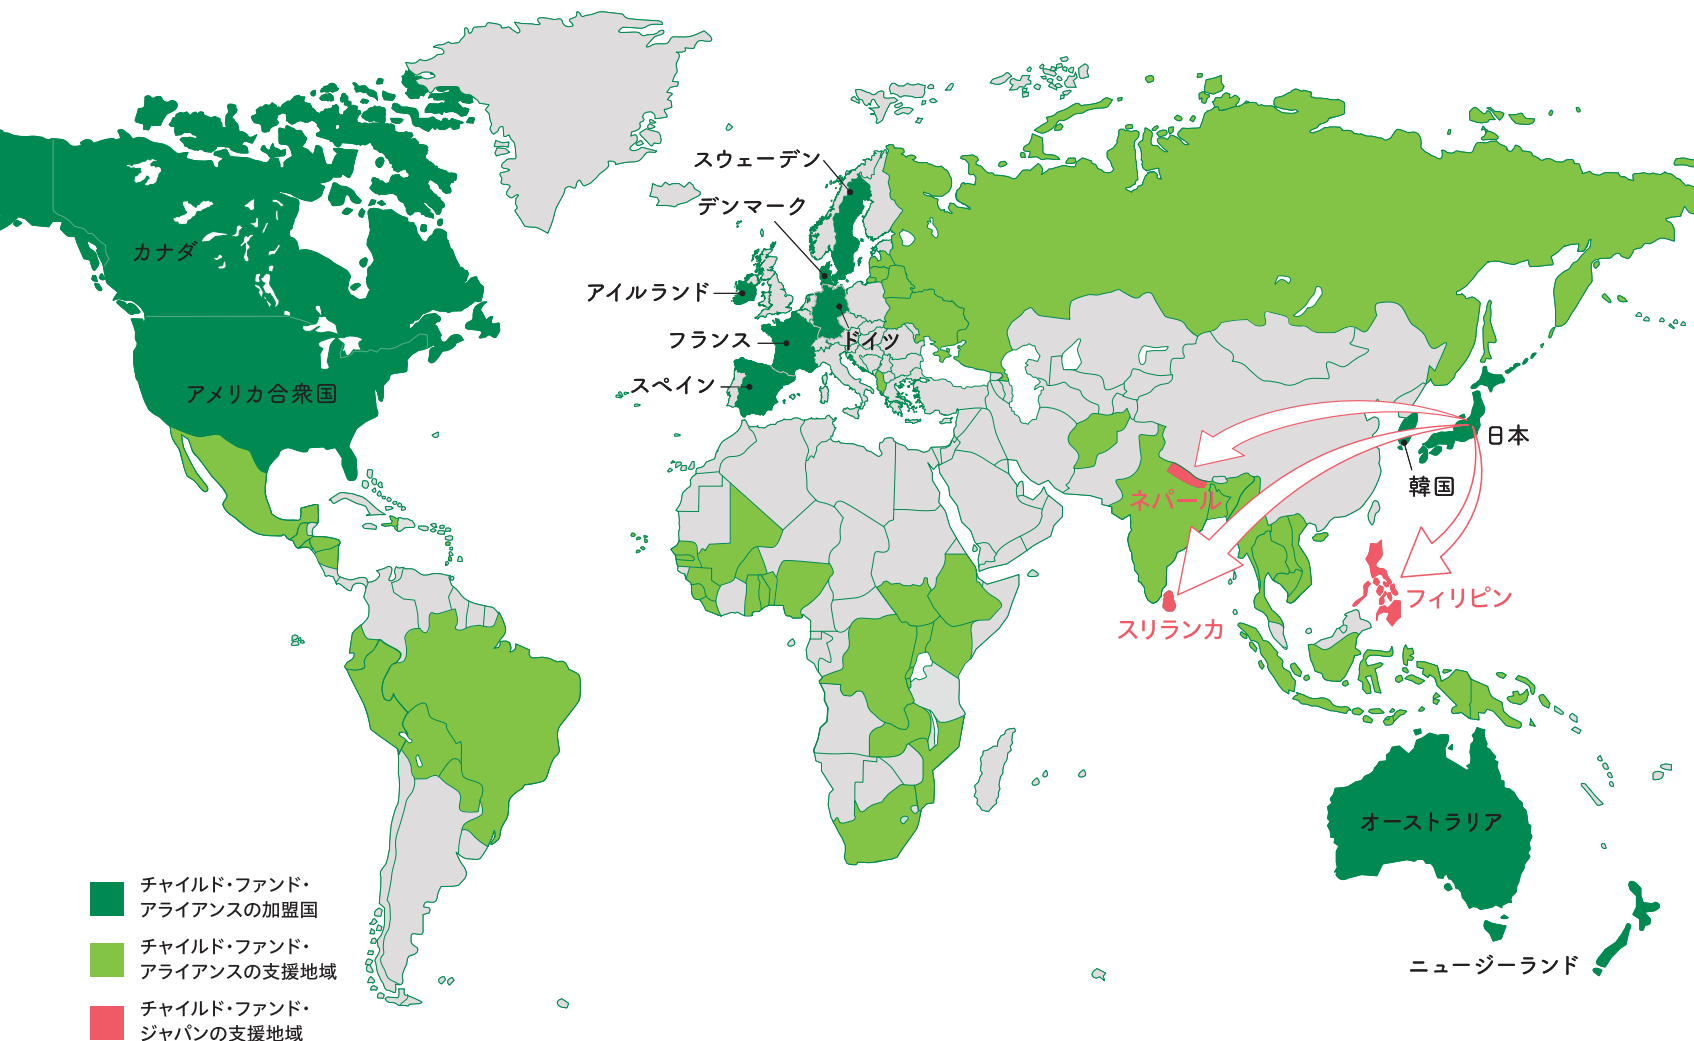 スウェーデン
デンマーク
カナダ
アイルランド
フランス
ドイツ
スペイン
アメリカ合衆国
日本
韓国
ネパール
フィリピン
スリランカ
オーストラリア
チャイルド・ファンド・
アライアンスの加盟国
チャイルド・ファンド・
アライアンスの支援地域
ニュージーランド
チャイルド・ファンド・
ジャパンの支援地域